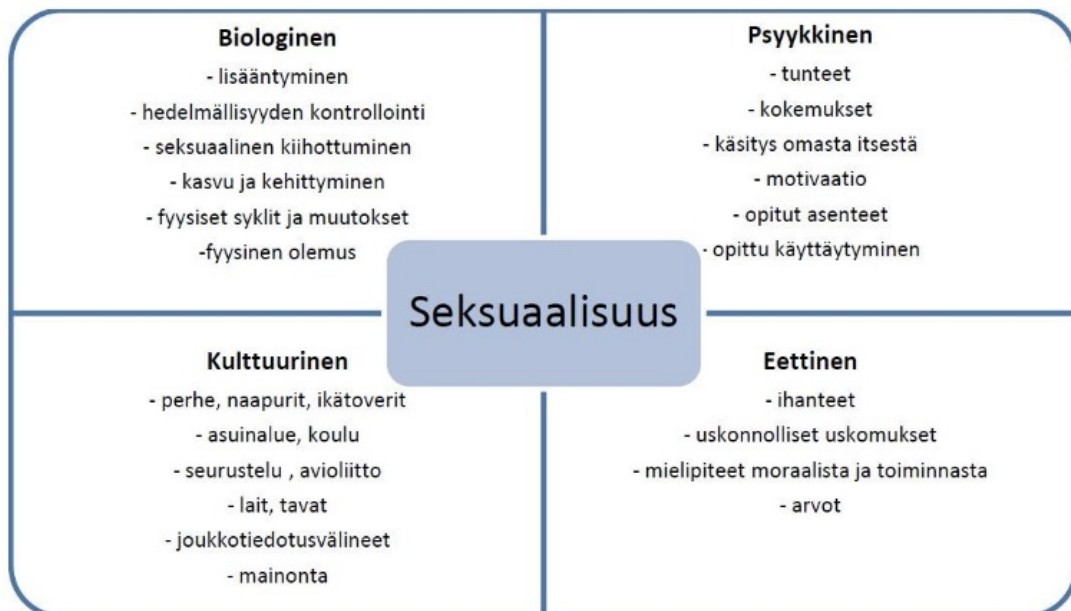 Biologinen
- lisääntyminen
- hedelmällisyyden kontrollointi
- seksuaalinen kiihottuminen
- kasvu ja kehittyminen
- fyysiset syklit ja muutokset
-fyysinen olemus
Psyykkinen
- tunteet
- kokemukset
- käsitys omasta itsestä
- motivaatio
- opitut asenteet
- opittu käyttäytyminen
Seksuaalisuus
Kulttuurinen
- perhe, naapurit, ikätoverit
- asuinalue, koulu
- seurustelu , avioliitto
- lait, tavat
- joukkotiedotusvälineet
- mainonta
Eettinen
- ihanteet
- uskonnolliset uskomukset
- mielipiteet moraalista ja toiminnasta
- arvot